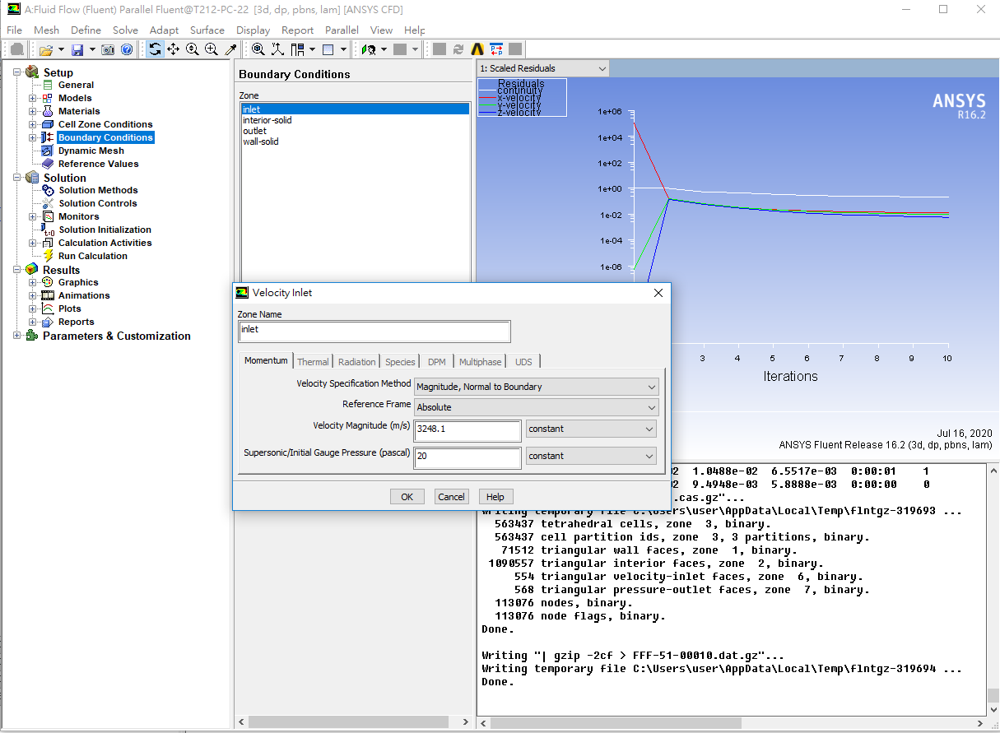 A:Fluid Flow (Fluent) Parallel Fluent@T212-PC-22 [3d, dp, pbns, lam] [ANSYS CFD]
File Mesh Define Solve Adapt Surface Display Report Parallel View Help
Setup
General
Models
Materials
Cell Zone Conditions
Boundary Conditions
Dynamic Mesh
Reference Values
Solution
Solution Methods
Solution Controls
Monitors
Solution Initialization
Calculation Activities
Run Calculation
Results
Graphics
Animations
Plots
Reports
Parameters & Customization
Boundary Conditions
Zone
inlet
interior-solid
outlet
wall-solid
1: Scaled Residuals
Residuals
continuity
x-velocity
y-velocity
z-velocity
ANSYS
R16.2
1e+06
1e+04
1e+02
1e+00
1e-02
1e-04
1e-06
3 4 5 6 7 8 9 10
Iterations
Jul 16, 2020
ANSYS Fluent Release 16.2 (3d, dp, pbns, lam)
Velocity Inlet
Zone Name
inlet
Momentum Thermal Radiation Species DPM Multiphase UDS
Velocity Specification Method Magnitude, Normal to Boundary
Reference Frame Absolute
Velocity Magnitude (m/s) 3248.1 constant
Supersonic/Initial Gauge Pressure (pascal) 20 constant
OK Cancel Help
02 1.0488e-02 6.5517e-03 0:00:01 1
02 9.4948e-03 5.8888e-03 0:00:00 0
.cas.gz"...
Writing temporary file C:\Users\user\AppData\Local\Temp\flntgz-319693 ...
563437 tetrahedral cells, zone 3, binary.
563437 cell partition ids, zone 3, 3 partitions, binary.
71512 triangular wall faces, zone 1, binary.
1090557 triangular interior faces, zone 2, binary.
554 triangular velocity-inlet faces, zone 6, binary.
568 triangular pressure-outlet faces, zone 7, binary.
113076 nodes, binary.
113076 node flags, binary.
Done.
Writing "| gzip -2cf > FFF-51-00010.dat.gz"...
Writing temporary file C:\Users\user\AppData\Local\Temp\flntgz-319694 ...
Done.